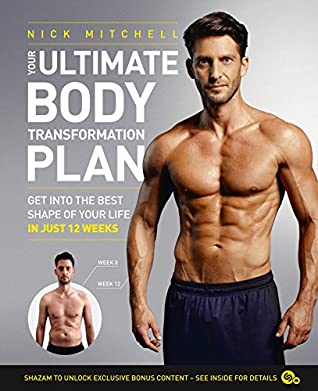 NICK MITCHELL
YOUR
ULTIMATE
BODY
TRANSFORMATION
PLAN
GET INTO THE BEST
SHAPE OF YOUR LIFE
IN JUST 12 WEEKS
WEEK 0
WEEK 12
SHAZAM TO UNLOCK EXCLUSIVE BONUS CONTENT – SEE INSIDE FOR DETAILS